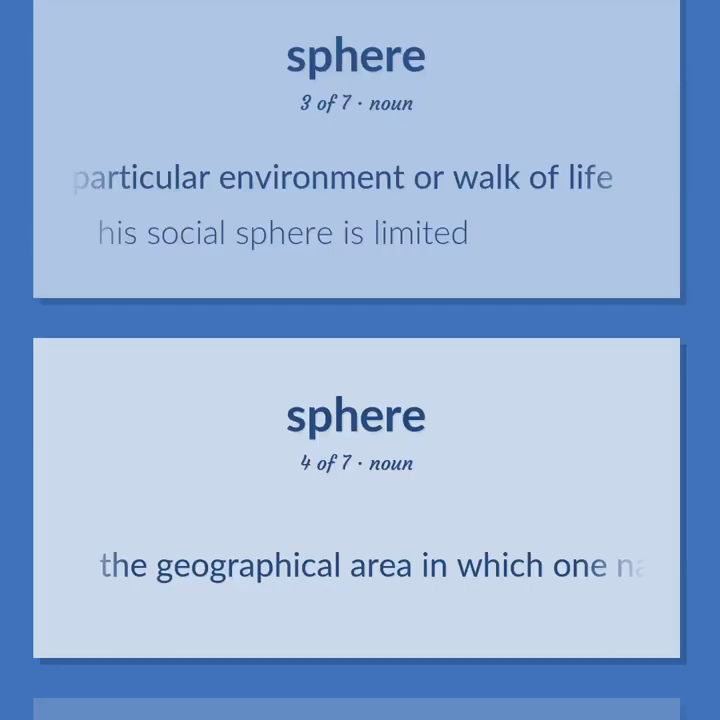 sphere
3 of 7 · noun
particular environment or walk of life
his social sphere is limited
sphere
4 of 7 · noun
the geographical area in which one